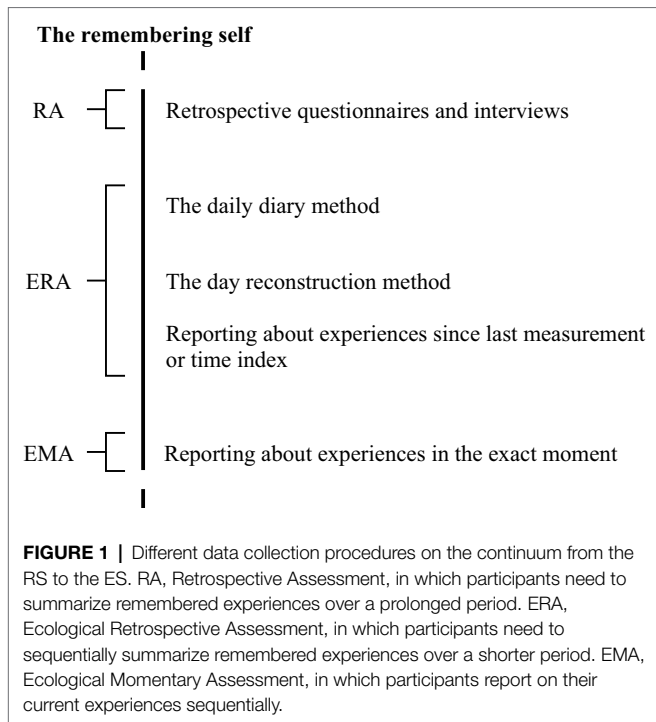 The remembering self
RA
Retrospective questionnaires and interviews
The daily diary method
ERA
The day reconstruction method
Reporting about experiences since last measurement
or time index
EMA
Reporting about experiences in the exact moment
FIGURE 1 | Different data collection procedures on the continuum from the
RS to the ES. RA, Retrospective Assessment, in which participants need to
summarize remembered experiences over a prolonged period. ERA,
Ecological Retrospective Assessment, in which participants need to
sequentially summarize remembered experiences over a shorter period. EMA,
Ecological Momentary Assessment, in which participants report on their
current experiences sequentially.